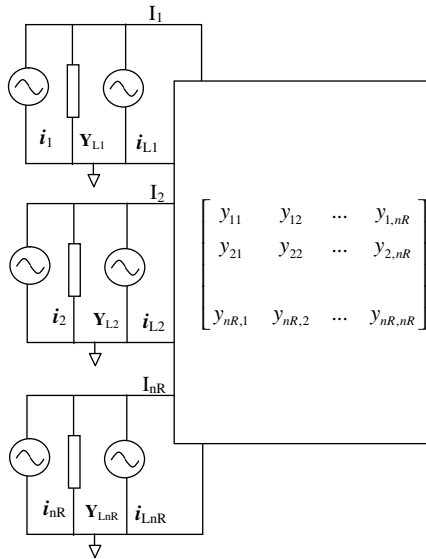 I1
i1 YL1 iL1
I2
i2 YL2 iL2
InR
inR YLnR iLnR
y11 y12 ... y1,nR
y21 y22 ... y2,nR
ynR,1 ynR,2 ... ynR,nR